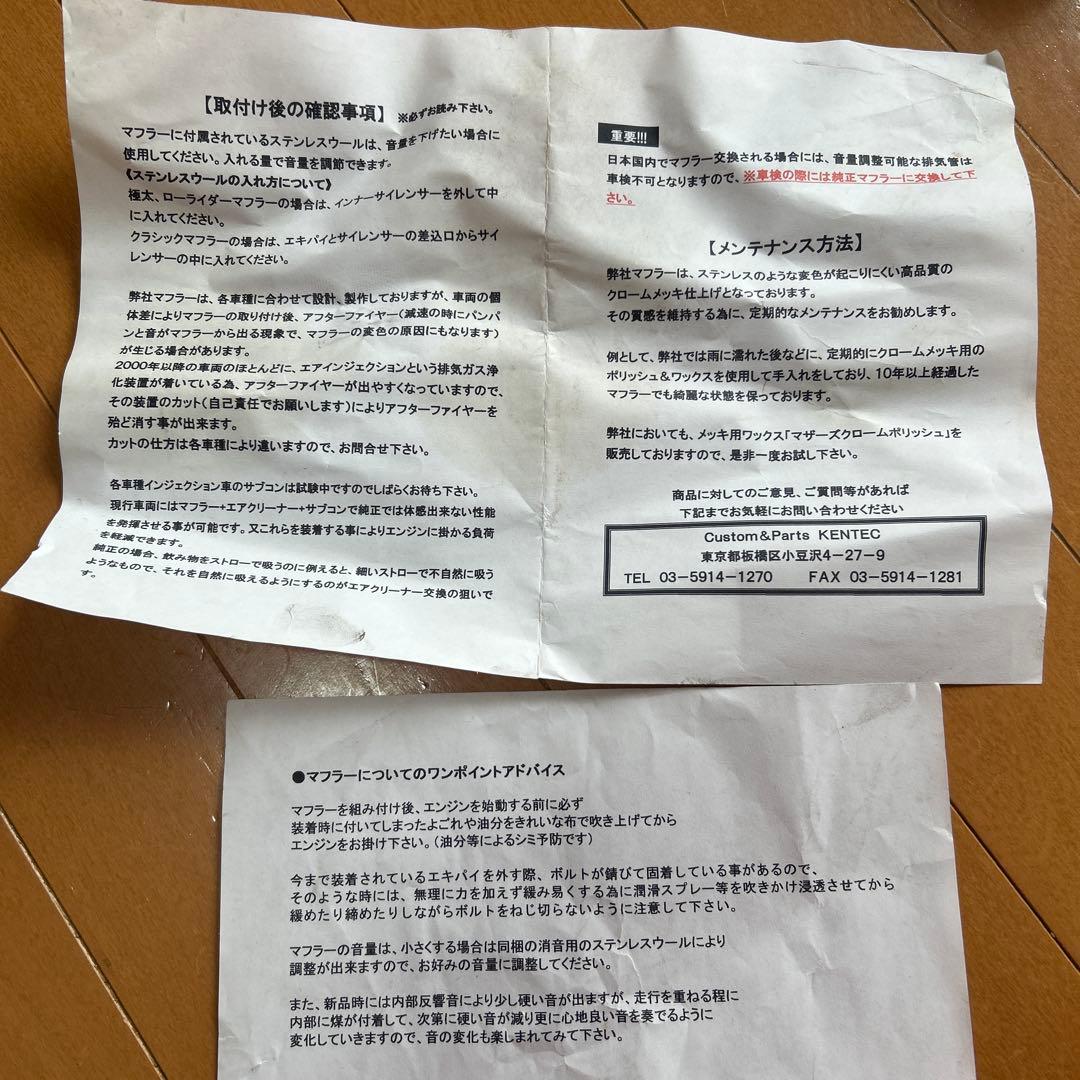 【取付け後の確認事項】 ※必ずお読み下さい。
マフラーに付属されているステンレスウールは、音量を下げたい場合に
使用してください。入れる量で音量を調節できます。
《ステンレスウールの入れ方について》
極太、ローライダーマフラーの場合は、インナーサイレンサーを外して中
に入れてください。
クラシックマフラーの場合は、エキパイとサイレンサーの差込口からサイ
レンサーの中に入れてください。
弊社マフラーは、各車種に合わせて設計、製作しておりますが、車両の個
体差によりマフラーの取り付け後、アフターファイヤー(減速の時にパンパ
ンと音がマフラーから出る現象で、マフラーの変色の原因にもなります)
が生じる場合があります。
2000年以降の車両のほとんどに、エアインジェクションという排気ガス浄
化装置が着いている為、アフターファイヤーが出やすくなっていますので、
その装置のカット(自己責任でお願いします)によりアフターファイヤーを
殆ど消す事が出来ます。
カットの仕方は各車種により違いますので、お問合せ下さい。
各車種インジェクション車のサブコンは試験中ですのでしばらくお待ち下さい。
現行車両にはマフラー+エアクリーナー+サブコンで純正では体感出来ない性能
を発揮させる事が可能です。又これらを装着する事によりエンジンに掛かる負荷
を軽減できます。
純正の場合、飲み物をストローで吸うのに例えると、細いストローで不自然に吸う
ようなもので、それを自然に吸えるようにするのがエアクリーナー交換の狙いで
す。
重要!!!
日本国内でマフラー交換される場合には、音量調整可能な排気管は
車検不可となりますので、※車検の際には純正マフラーに交換して下
さい。
【メンテナンス方法】
弊社マフラーは、ステンレスのような変色が起こりにくい高品質の
クロームメッキ仕上げとなっております。
その質感を維持する為に、定期的なメンテナンスをお勧めします。
例として、弊社では雨に濡れた後などに、定期的にクロームメッキ用の
ポリッシュ&ワックスを使用して手入れをしており、10年以上経過した
マフラーでも綺麗な状態を保っております。
弊社においても、メッキ用ワックス「マザーズクロームポリッシュ」を
販売しておりますので、是非一度お試し下さい。
商品に対してのご意見、ご質問等があれば
下記までお気軽にお問い合わせください
Custom&Parts KENTEC
東京都板橋区小豆沢4-27-9
TEL 03-5914-1270 FAX 03-5914-1281
●マフラーについてのワンポイントアドバイス
マフラーを組み付け後、エンジンを始動する前に必ず
装着時に付いてしまったよごれや油分をきれいな布で吹き上げてから
エンジンをお掛け下さい。(油分等によるシミ予防です)
今まで装着されているエキパイを外す際、ボルトが錆びて固着している事があるので、
そのような時には、無理に力を加えず緩み易くする為に潤滑スプレー等を吹きかけ浸透させてから
緩めたり締めたりしながらボルトをねじ切らないように注意して下さい。
マフラーの音量は、小さくする場合は同梱の消音用のステンレスウールにより
調整が出来ますので、お好みの音量に調整してください。
また、新品時には内部反響音により少し硬い音が出ますが、走行を重ねる程に
内部に煤が付着して、次第に硬い音が減り更に心地良い音を奏でるように
変化していきますので、音の変化も楽しまれてみて下さい。